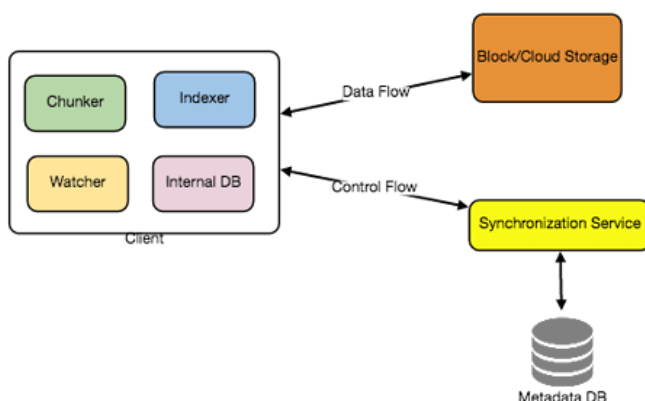 Block/Cloud Storage
Chunker
Indexer
Data Flow
Watcher
Internal DB
Control Flow
Synchronization Service
Client
Metadata DB